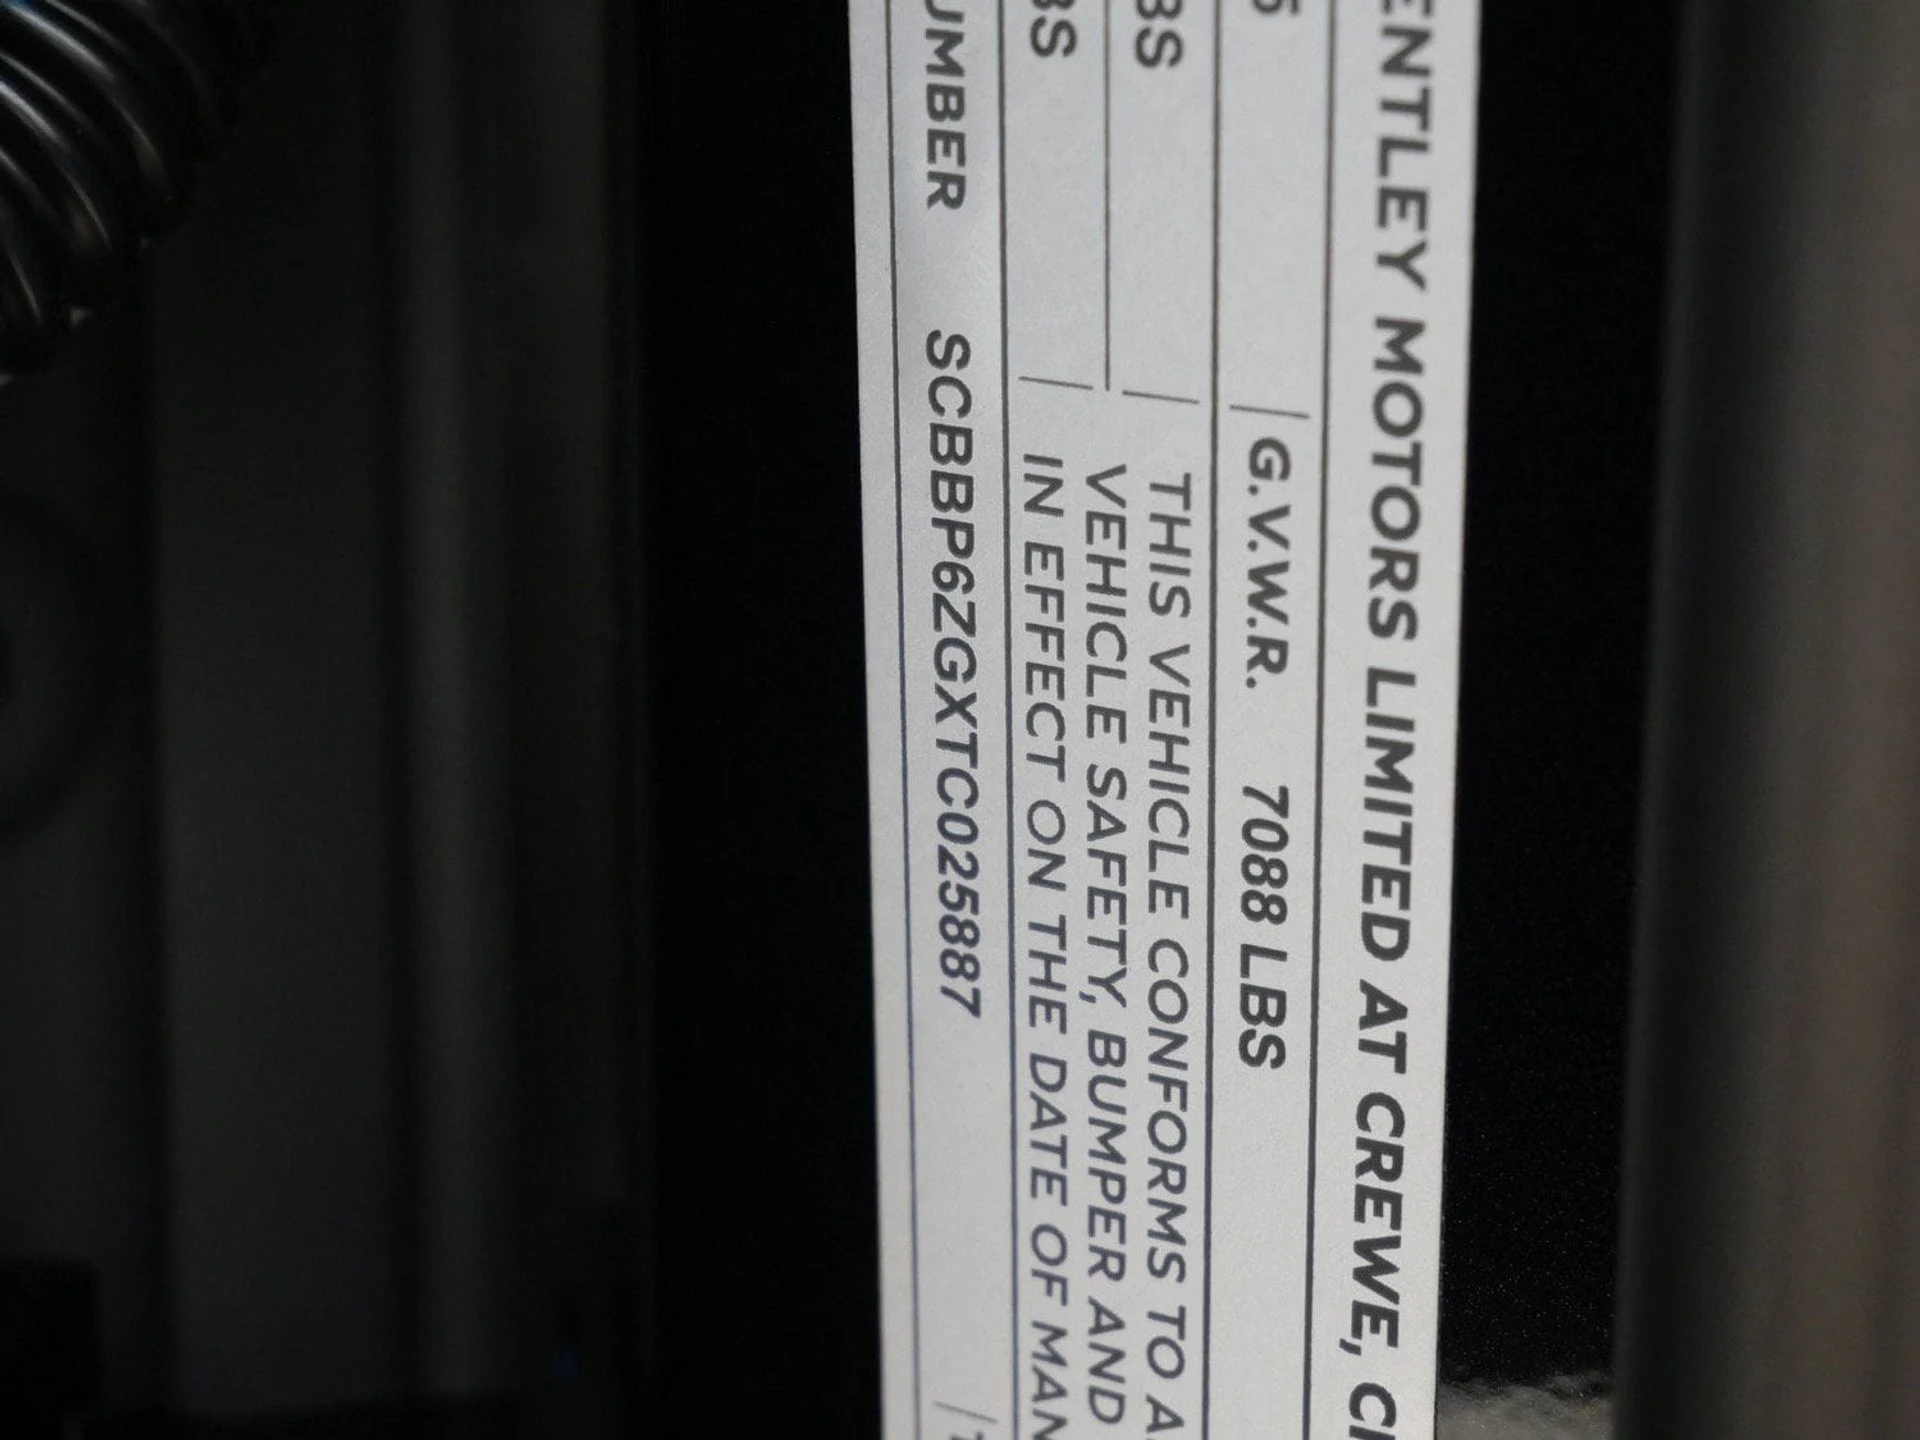 ENTLEY MOTORS LIMITED AT CREWE, C
5 G.V.W.R. 7088 LBS
BS THIS VEHICLE CONFORMS TO A
VEHICLE SAFETY, BUMPER AND
BS IN EFFECT ON THE DATE OF MAN
UMBER SCBBP6ZGXTC025887